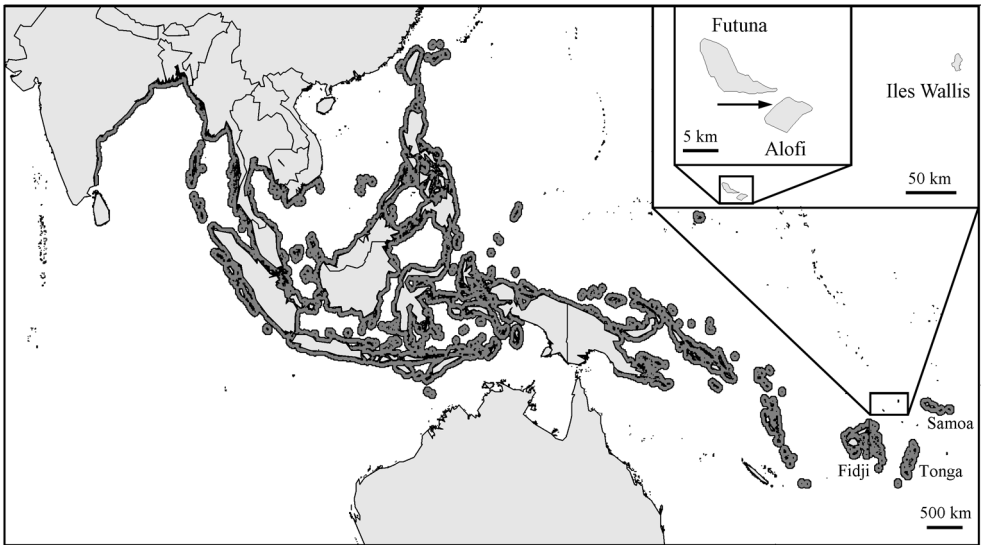 Futuna
Iles Wallis
5 km
Alofi
50 km
Samoa
Fidji
Tonga
500 km